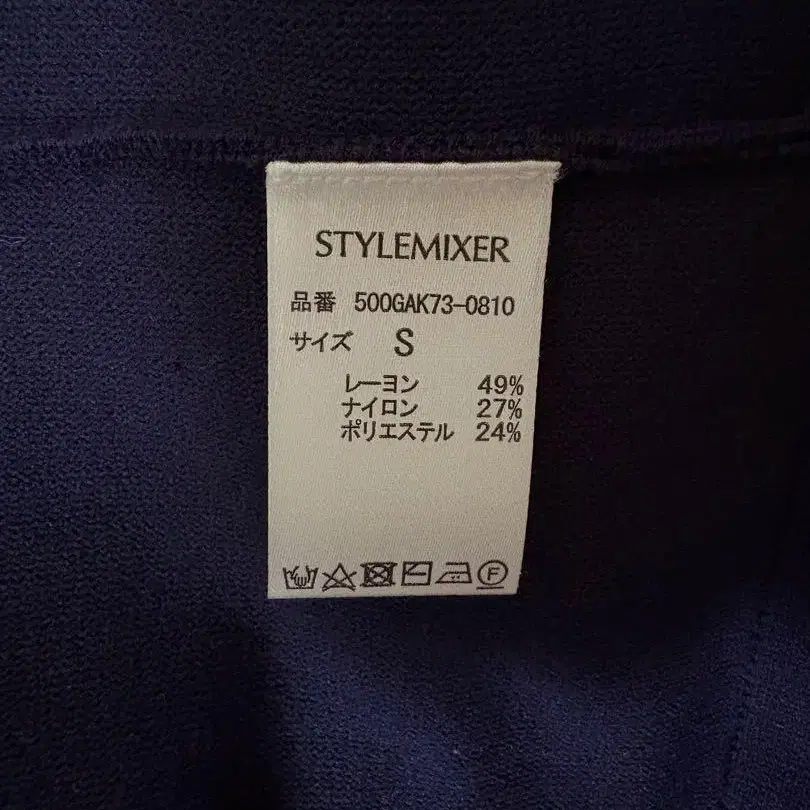 STYLEMIXER
品番 500GAK73-0810
サイズ S
レーヨン 49%
ナイロン 27%
ポリエステル 24%
F